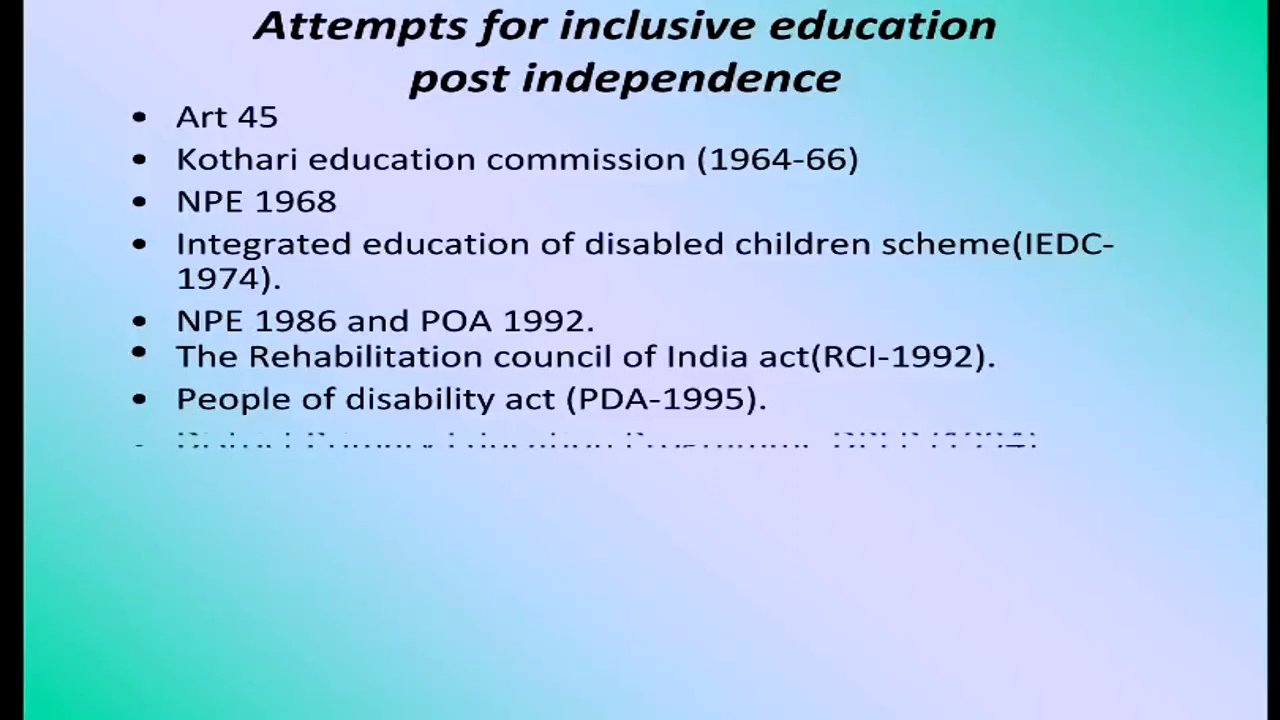 Attempts for inclusive education
post independence
• Art 45
• Kothari education commission (1964-66)
• NPE 1968
• Integrated education of disabled children scheme(IEDC-
1974).
• NPE 1986 and POA 1992.
• The Rehabilitation council of India act(RCI-1992).
• People of disability act (PDA-1995).